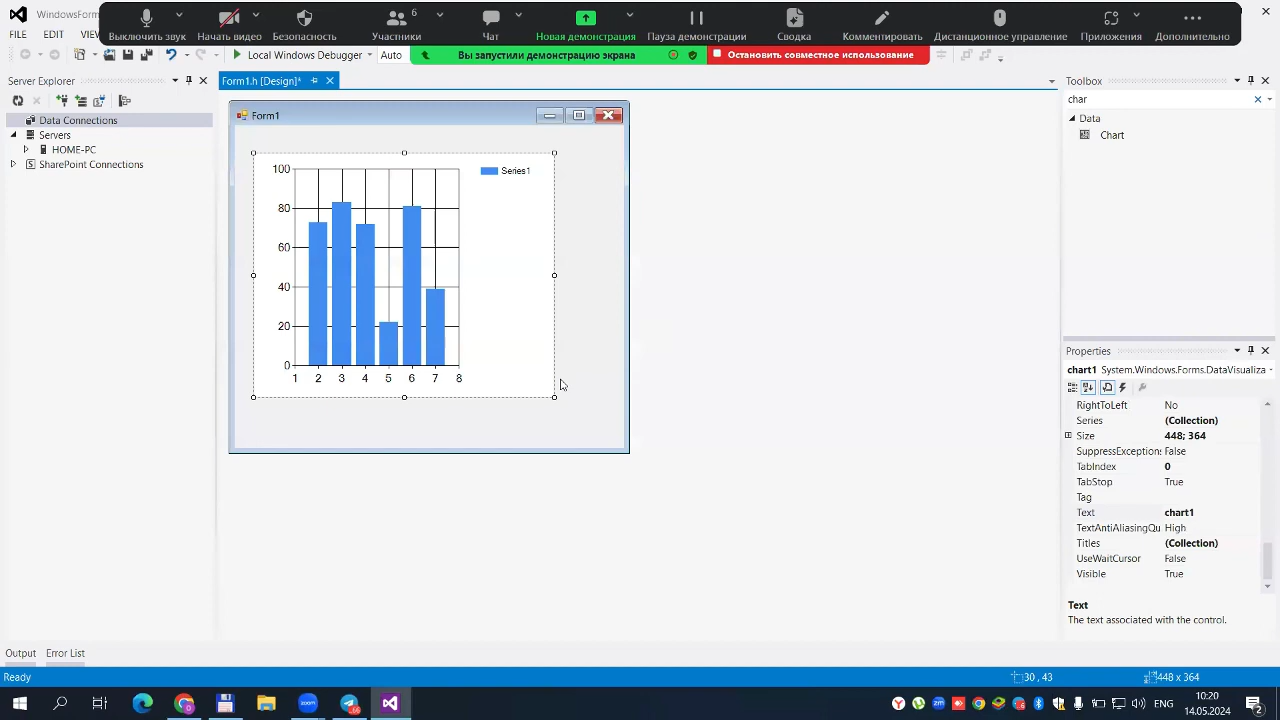 WindowsForm
6
Выключить звук
Начать видео
Безопасность
Участники
Чат
Новая демонстрация
Пауза демонстрации
Сводка
Комментировать
Дистанционное управление
Приложения
Дополнительно
FILE EDIT
Local Windows Debugger
Auto
Вы запустили демонстрацию экрана
Остановить совместное использование
Server Explorer
Data Connections
Servers
HOME-PC
SharePoint Connections
Form1.h [Design]*
Form1
100
80
60
40
20
0
1 2 3 4 5 6 7 8
Series1
Toolbox
char
Data
Chart
Properties
chart1 System.Windows.Forms.DataVisualiza
RightToLeft No
Series (Collection)
Size 448; 364
SuppressExceptions False
TabIndex 0
TabStop True
Tag
Text chart1
TextAntiAliasingQu High
Titles (Collection)
UseWaitCursor False
Visible True
Text
The text associated with the control.
Output Error List
Ready
30 , 43
448 x 364
zoom
zm
ENG
10:20
14.05.2024
2